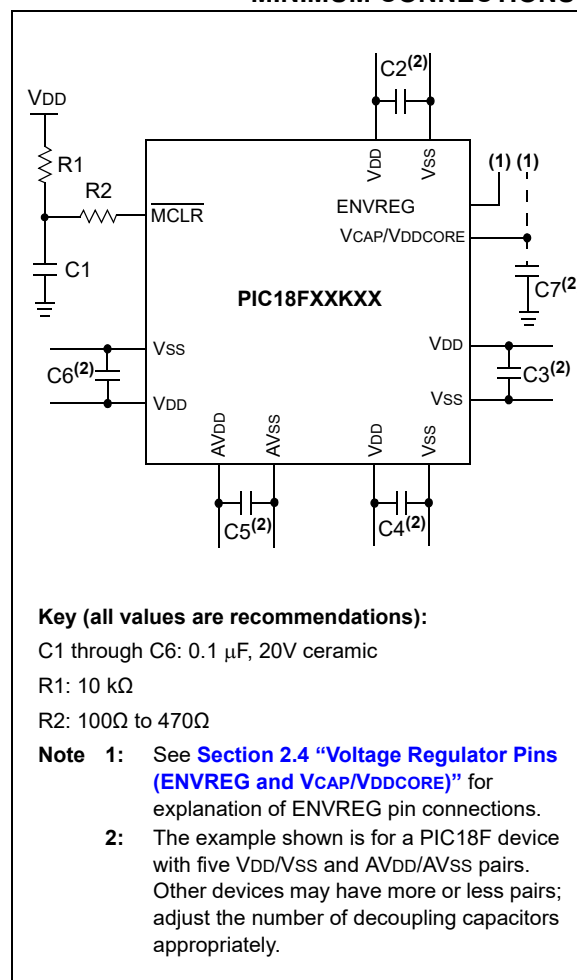 C2(2)
VDD
VDD
VSS
R1
(1) (1)
R2
ENVREG
MCLR
VCAP/VDDCORE
C1
C7(2
PIC18FXXKXX
VSS
VDD
C6(2)
C3(2)
VDD
VSS
AVDD
AVSS
VDD
VSS
C5(2)
C4(2)
Key (all values are recommendations):
C1 through C6: 0.1 μF, 20V ceramic
R1: 10 kΩ
R2: 100Ω to 470Ω
Note 1: See Section 2.4 “Voltage Regulator Pins
(ENVREG and VCAP/VDDCORE)” for
explanation of ENVREG pin connections.
2: The example shown is for a PIC18F device
with five VDD/VSS and AVDD/AVSS pairs.
Other devices may have more or less pairs;
adjust the number of decoupling capacitors
appropriately.